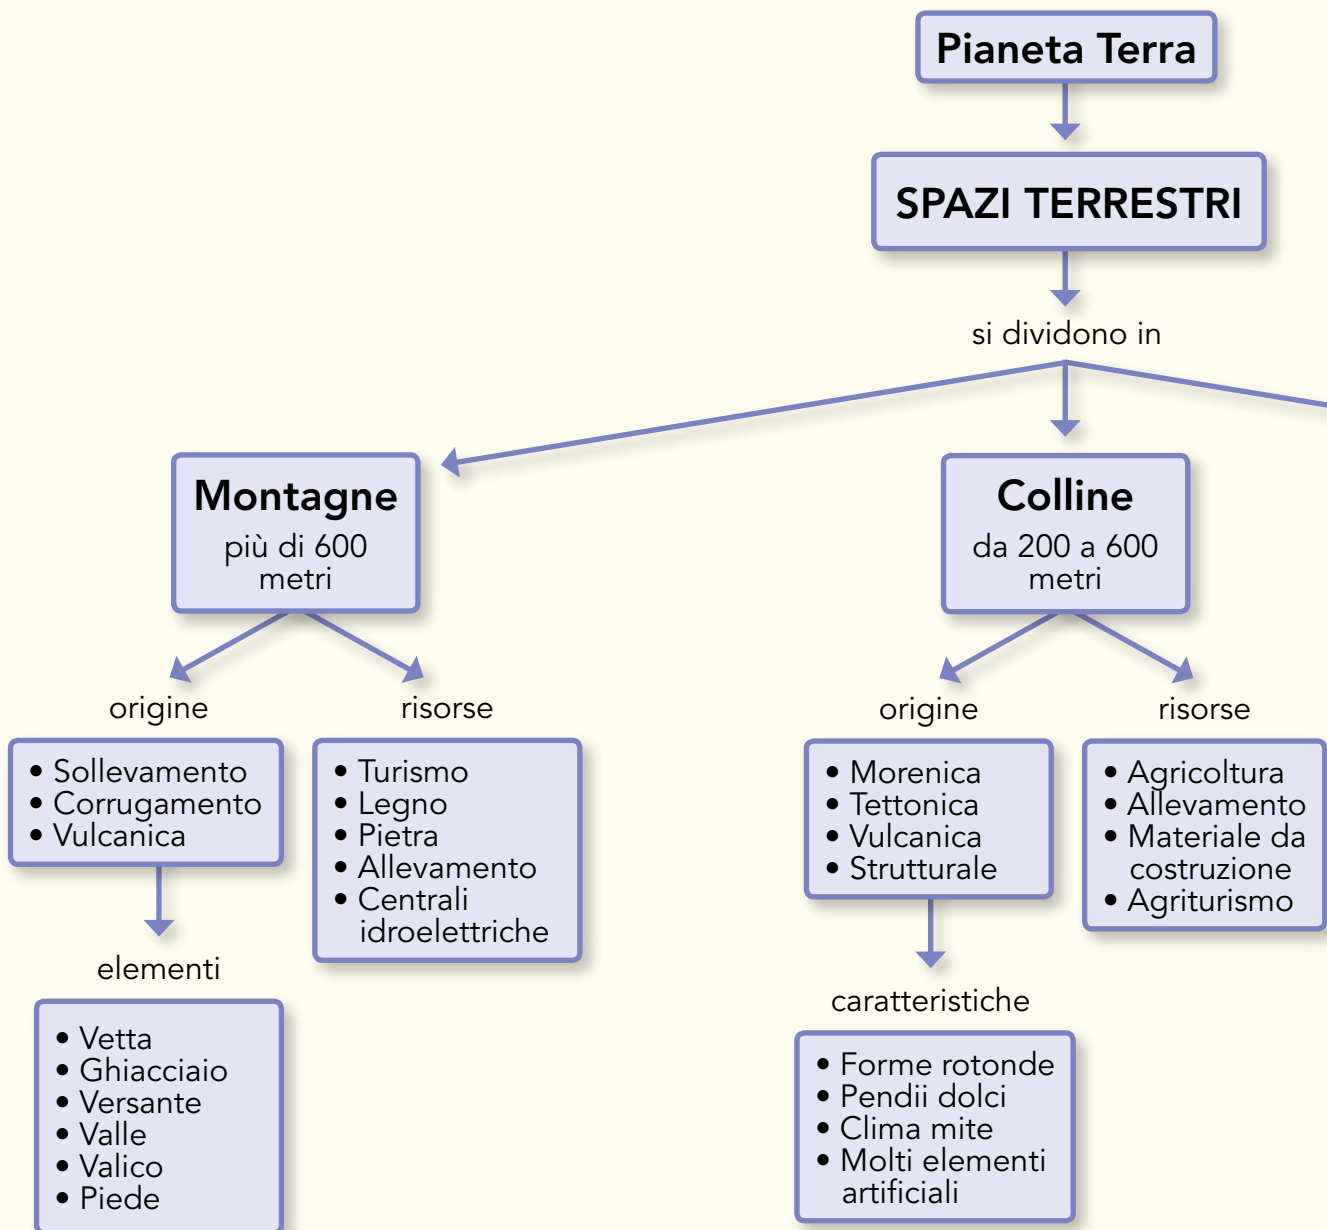 Pianeta Terra
SPAZI TERRESTRI
si dividono in
Montagne
più di 600
metri
origine
• Sollevamento
• Corrugamento
• Vulcanica
elementi
• Vetta
• Ghiacciaio
• Versante
• Valle
• Valico
• Piede
risorse
• Turismo
• Legno
• Pietra
• Allevamento
• Centrali
idroelettriche
Colline
da 200 a 600
metri
origine
• Morenica
• Tettonica
• Vulcanica
• Strutturale
caratteristiche
• Forme rotonde
• Pendii dolci
• Clima mite
• Molti elementi
artificiali
risorse
• Agricoltura
• Allevamento
• Materiale da
costruzione
• Agriturismo